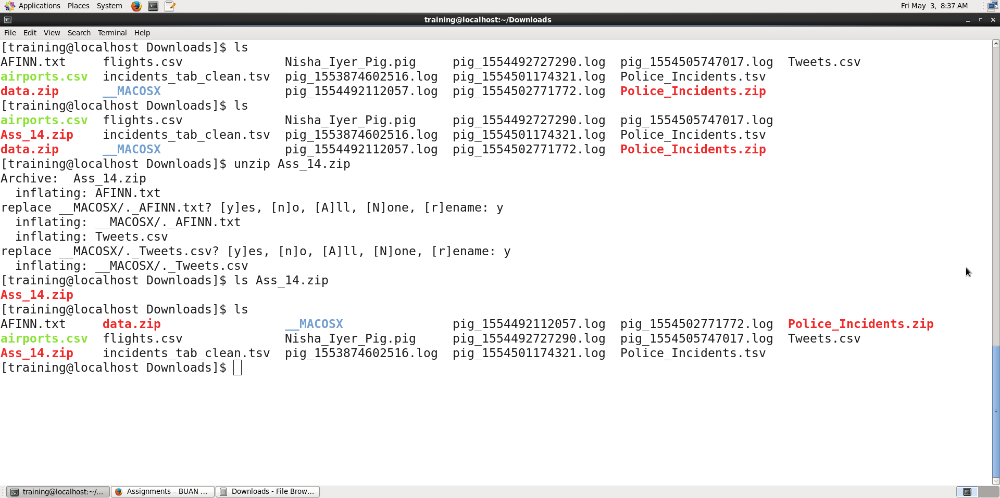 Applications Places System Fri May 3, 8:37 AM
training@localhost:~/Downloads
File Edit View Search Terminal Help
[training@localhost Downloads]$ ls
AFINN.txt flights.csv Nisha_Iyer_Pig.pig pig_1554492727290.log pig_1554505747017.log Tweets.csv
airports.csv incidents_tab_clean.tsv pig_1553874602516.log pig_1554501174321.log Police_Incidents.tsv
data.zip __MACOSX pig_1554492112057.log pig_1554502771772.log Police_Incidents.zip
[training@localhost Downloads]$ ls
airports.csv flights.csv Nisha_Iyer_Pig.pig pig_1554492727290.log pig_1554505747017.log
Ass_14.zip incidents_tab_clean.tsv pig_1553874602516.log pig_1554501174321.log Police_Incidents.tsv
data.zip __MACOSX pig_1554492112057.log pig_1554502771772.log Police_Incidents.zip
[training@localhost Downloads]$ unzip Ass_14.zip
Archive:  Ass_14.zip
  inflating: AFINN.txt
replace __MACOSX/._AFINN.txt? [y]es, [n]o, [A]ll, [N]one, [r]ename: y
  inflating: __MACOSX/._AFINN.txt
  inflating: Tweets.csv
replace __MACOSX/._Tweets.csv? [y]es, [n]o, [A]ll, [N]one, [r]ename: y
  inflating: __MACOSX/._Tweets.csv
[training@localhost Downloads]$ ls Ass_14.zip
Ass_14.zip
[training@localhost Downloads]$ ls
AFINN.txt data.zip __MACOSX pig_1554492112057.log pig_1554502771772.log Police_Incidents.zip
airports.csv flights.csv Nisha_Iyer_Pig.pig pig_1554492727290.log pig_1554505747017.log Tweets.csv
Ass_14.zip incidents_tab_clean.tsv pig_1553874602516.log pig_1554501174321.log Police_Incidents.tsv
[training@localhost Downloads]$
training@localhost:~/... Assignments – BUAN ... Downloads - File Brow...